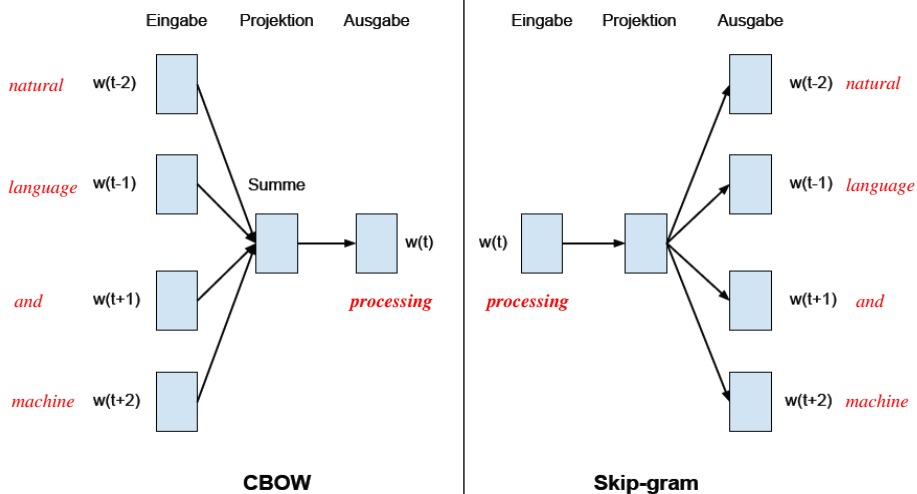 Eingabe Projektion Ausgabe
natural w(t-2)
language w(t-1)
Summe
w(t)
processing
and w(t+1)
machine w(t+2)
CBOW
Eingabe Projektion Ausgabe
w(t-2) natural
w(t-1) language
w(t)
processing
w(t+1) and
w(t+2) machine
Skip-gram